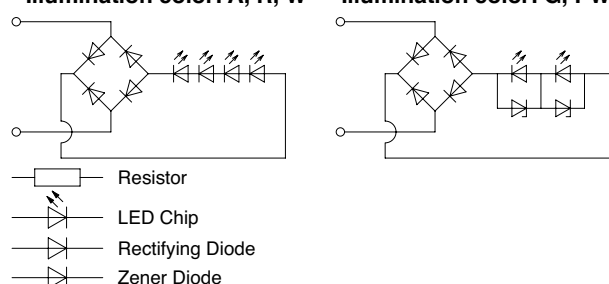 Illumination color: A, R, W
Illumination color: G, PW
Resistor
LED Chip
Rectifying Diode
Zener Diode